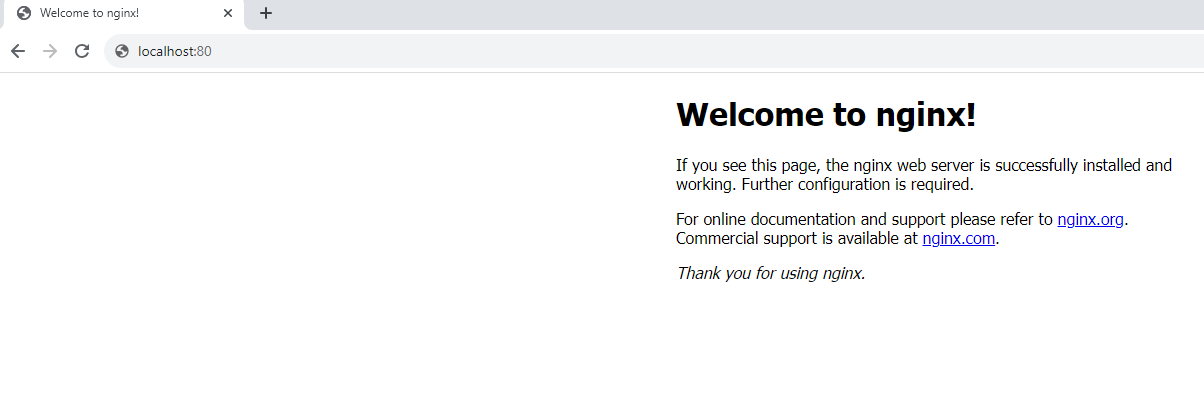 Welcome to nginx!
localhost:80
Welcome to nginx!
If you see this page, the nginx web server is successfully installed and
working. Further configuration is required.
For online documentation and support please refer to nginx.org.
Commercial support is available at nginx.com.
Thank you for using nginx.